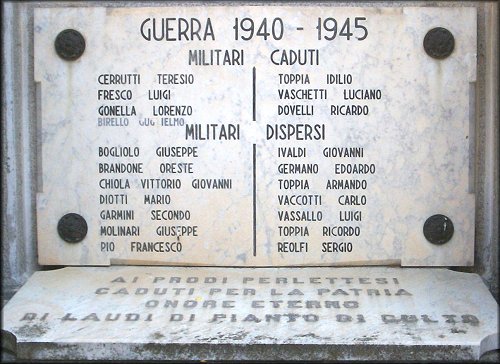 GUERRA 1940 - 1945
MILITARI CADUTI
CERRUTTI TERESIO
FRESCO LUIGI
GONELLA LORENZO
BIRELLO GUGLIELMO
TOPPIA IDILIO
VASCHETTI LUCIANO
DOVELLI RICARDO
MILITARI DISPERSI
BOGLIOLO GIUSEPPE
BRANDONE ORESTE
CHIOLA VITTORIO GIOVANNI
DIOTTI MARIO
GARMINI SECONDO
MOLINARI GIUSEPPE
PIO FRANCESCO
IVALDI GIOVANNI
GERMANO EDOARDO
TOPPIA ARMANDO
VACCOTTI CARLO
VASSALLO LUIGI
TOPPIA RICORDO
REOLFI SERGIO
AI PRODI PERLETTESI
CADUTI PER LA PATRIA
ONORE ETERNO
DI LAUDI DI PIANTO DI CULTO